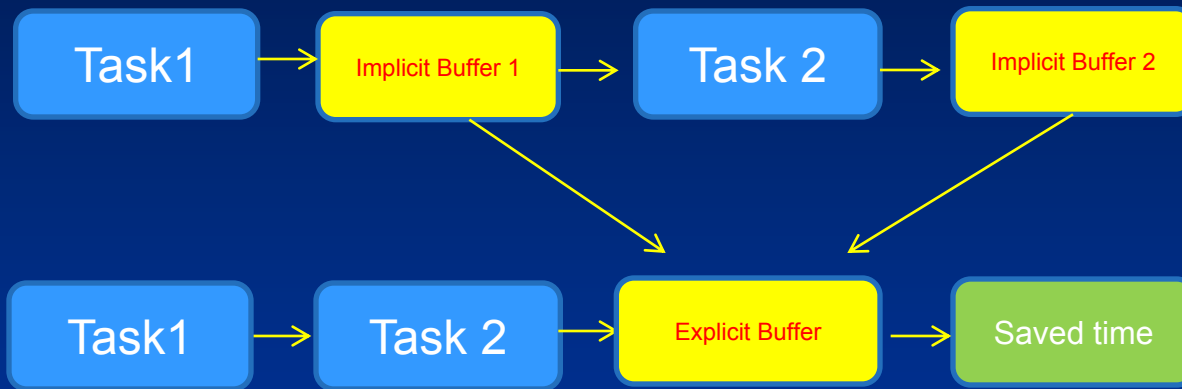 Task1
Implicit Buffer 1
Task 2
Implicit Buffer 2
Task1
Task 2
Explicit Buffer
Saved time